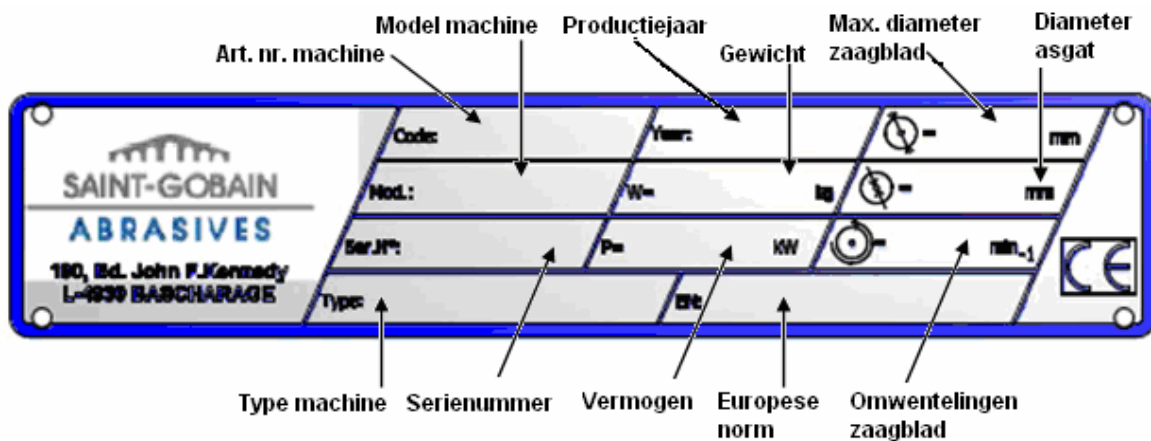 Model machine
Productiejaar
Max. diameter
zaagblad
Diameter
asgat
Art. nr. machine
Gewicht
Code:
Year:
=
mm
SAINT-GOBAIN
ABRASIVES
190, Bd. John F.Kennedy
L-4930 BASCHARAGE
Mod.:
W=
kg
=
mm
Ser.N°:
P=
KW
=
min-1
CE
Type:
EN:
Type machine
Serienummer
Vermogen
Europese
norm
Omwentelingen
zaagblad